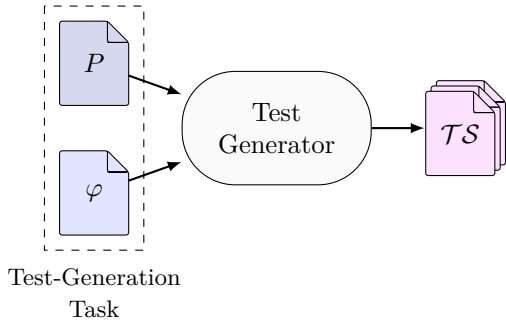 P
φ
Test
Generator
𝒯𝒮
Test-Generation
Task